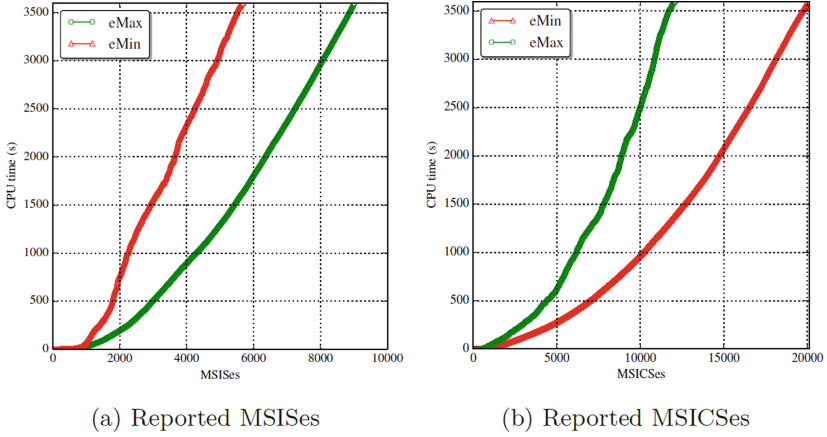 3500
3000
2500
2000
1500
1000
500
0
CPU time (s)
eMax
eMin
0 2000 4000 6000 8000 10000
MSISes
(a) Reported MSISes
3500
3000
2500
2000
1500
1000
500
0
CPU time (s)
eMin
eMax
0 5000 10000 15000 20000
MSICSes
(b) Reported MSICSes